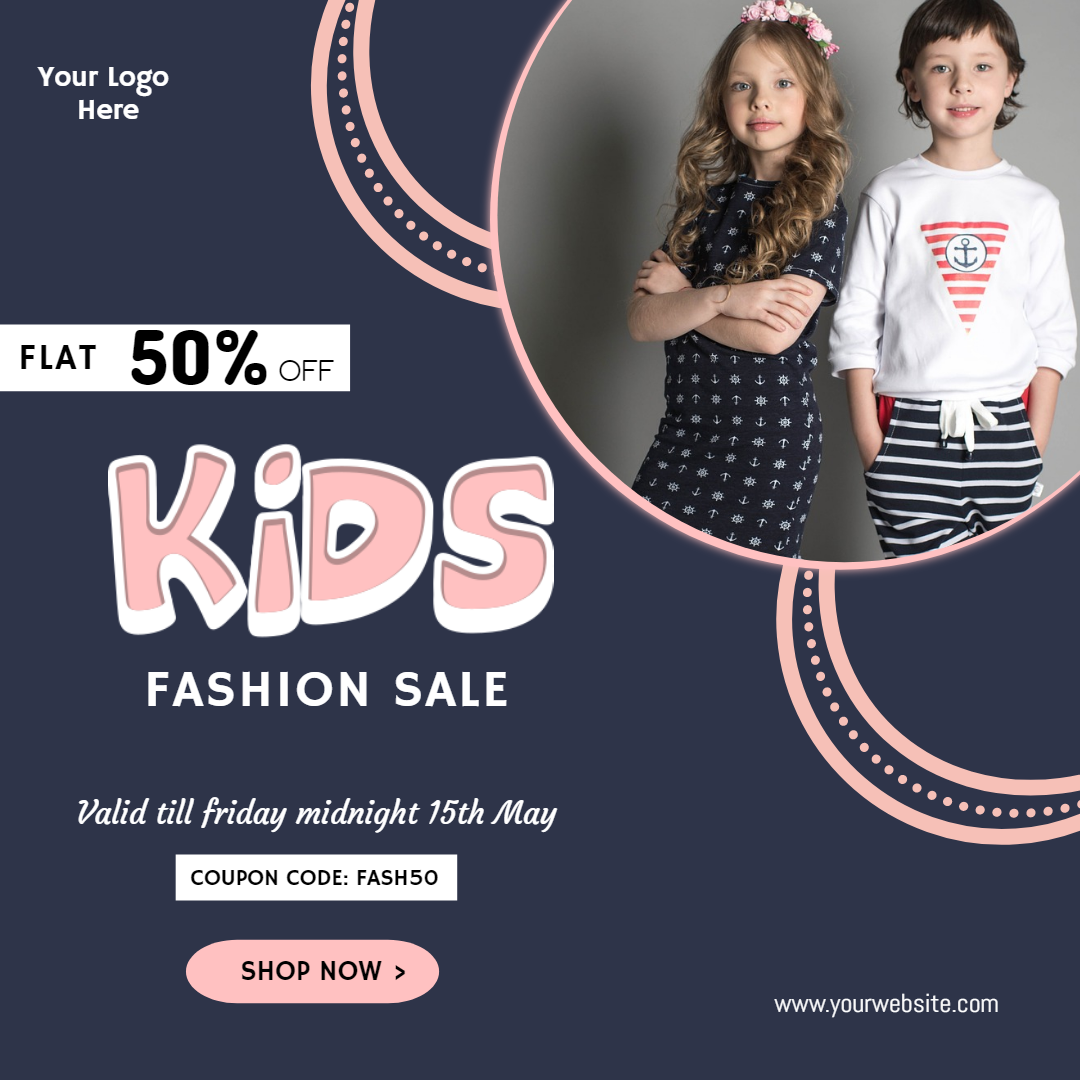 Your Logo
Here
FLAT 50% OFF
KiDS
FASHION SALE
Valid till friday midnight 15th May
COUPON CODE: FASH50
SHOP NOW >
www.yourwebsite.com